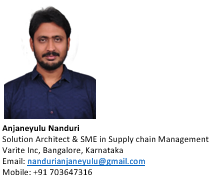 Anjaneyulu Nanduri
Solution Architect & SME in Supply chain Management
Varite Inc, Bangalore, Karnataka
Email: nandurianjaneyulu@gmail.com
Mobile: +91 703647316